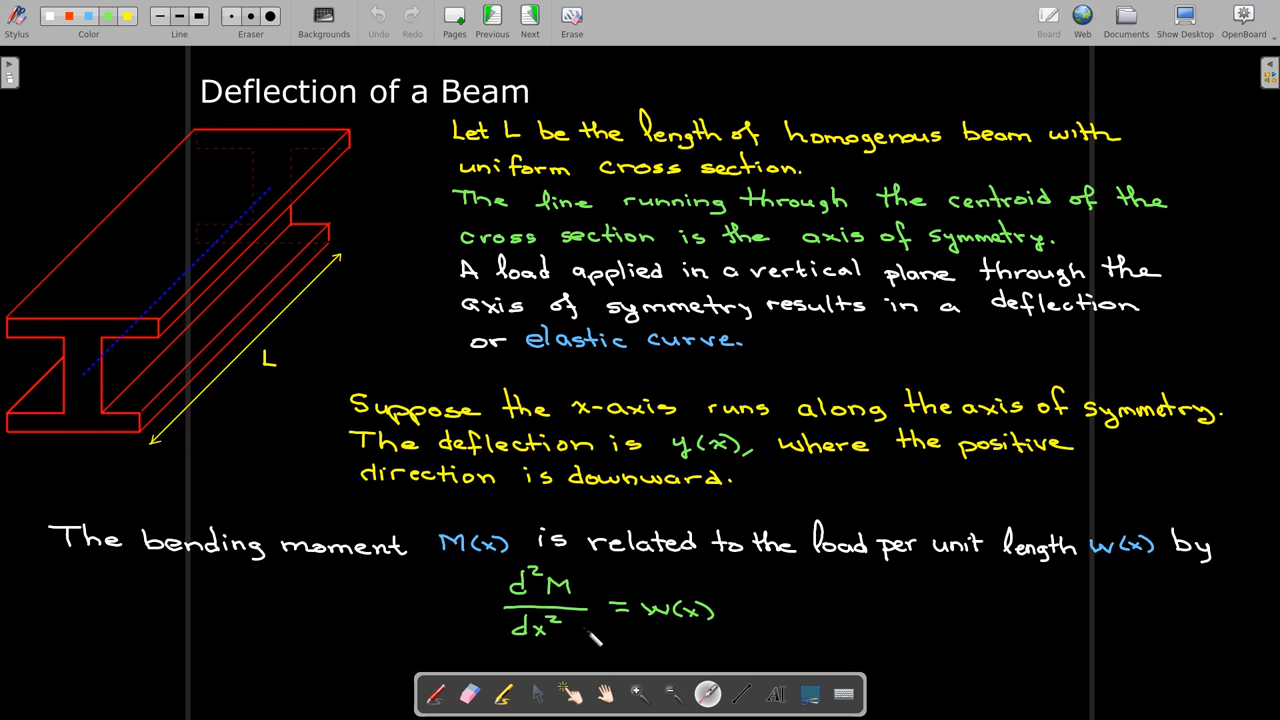 Stylus Color Line Eraser Backgrounds Undo Redo Pages Previous Next Erase Board Web Documents Show Desktop OpenBoard
Deflection of a Beam
Let L be the length of homogenous beam with
uniform cross section.
The line running through the centroid of the
cross section is the axis of symmetry.
A load applied in a vertical plane through the
axis of symmetry results in a deflection
or elastic curve.
L
Suppose the x-axis runs along the axis of symmetry.
The deflection is y(x), where the positive
direction is downward.
The bending moment M(x) is related to the load per unit length w(x) by
d²M
dx² = w(x)
AI